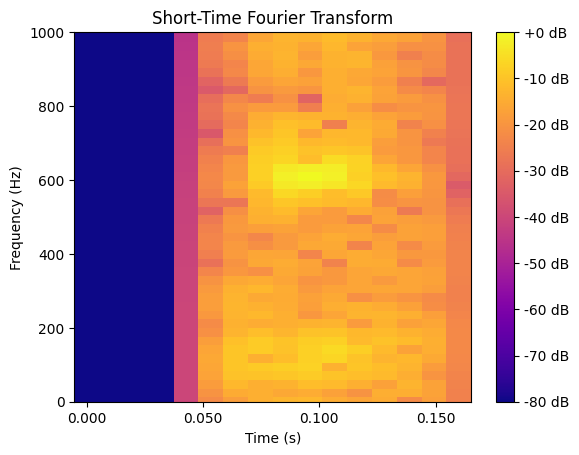 Short-Time Fourier Transform
1000
800
600
400
200
0
Frequency (Hz)
0.000
0.050
0.100
0.150
Time (s)
+0 dB
-10 dB
-20 dB
-30 dB
-40 dB
-50 dB
-60 dB
-70 dB
-80 dB